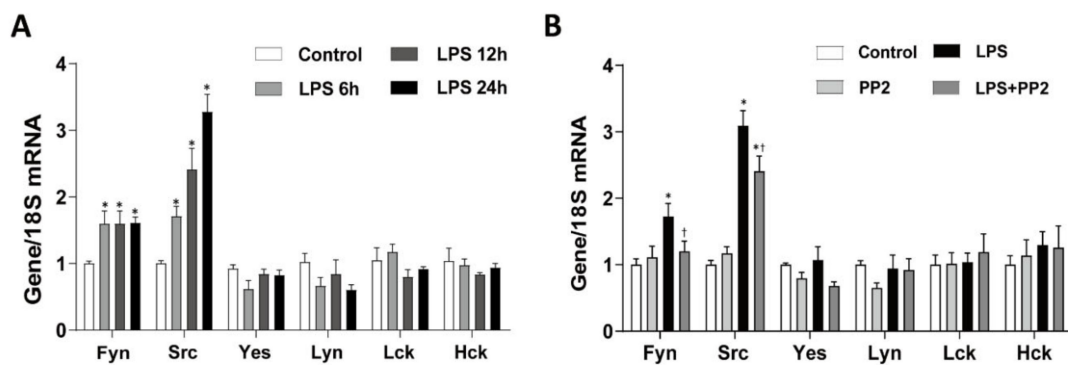 A
Control
LPS 12h
LPS 6h
LPS 24h
Gene/18S mRNA
4
3
2
1
0
*
*
*
*
*
*
Fyn
Src
Yes
Lyn
Lck
Hck
B
Control
LPS
PP2
LPS+PP2
Gene/18S mRNA
4
3
2
1
0
*
†
*
*†
Fyn
Src
Yes
Lyn
Lck
Hck